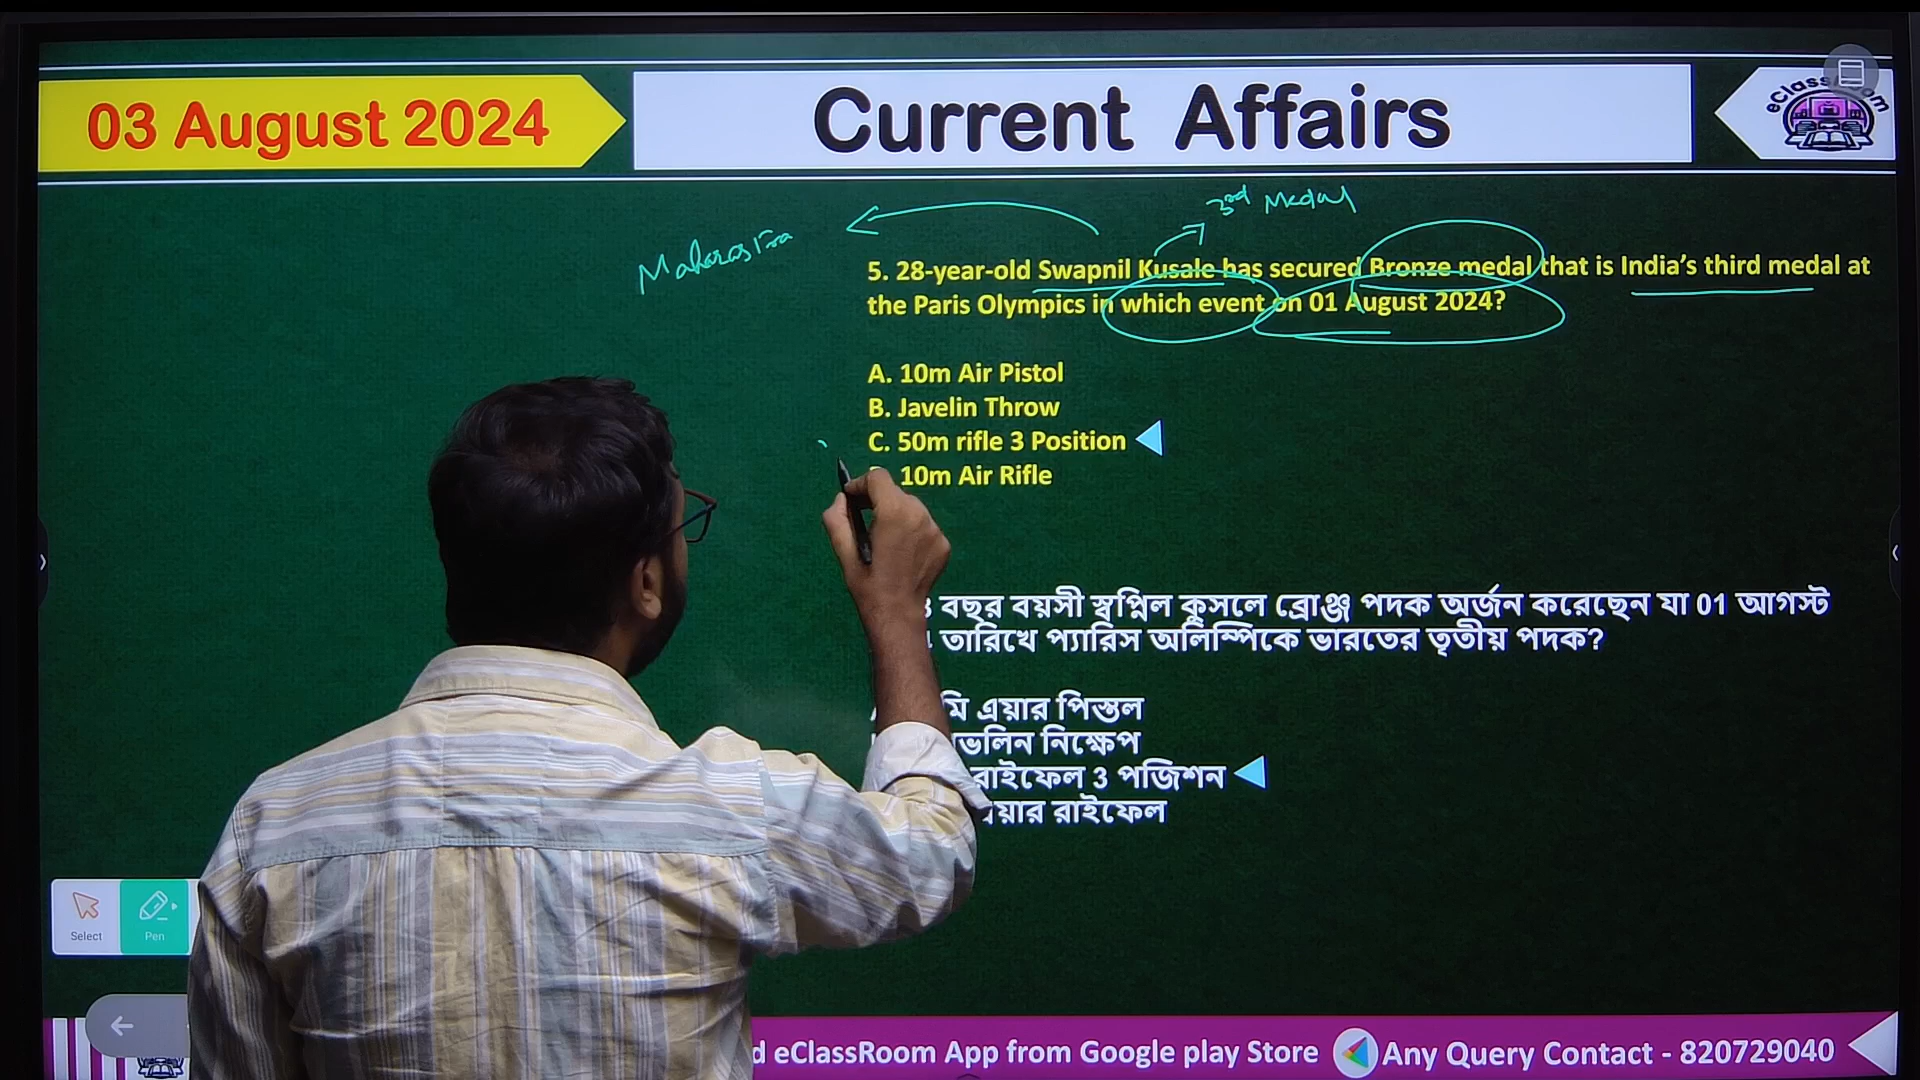 03 August 2024
Current Affairs
eClassRoom
3rd Medal
Maharastra
5. 28-year-old Swapnil Kusale has secured Bronze medal that is India’s third medal at
the Paris Olympics in which event on 01 August 2024?
A. 10m Air Pistol
B. Javelin Throw
C. 50m rifle 3 Position
10m Air Rifle
বছর বয়সী স্বপ্নিল কুসলে ব্রোঞ্জ পদক অর্জন করেছেন যা 01 আগস্ট
তারিখে প্যারিস অলিম্পিকে ভারতের তৃতীয় পদক?
মি এয়ার পিস্তল
ভলিন নিক্ষেপ
রাইফেল 3 পজিশন
এয়ার রাইফেল
Select
Pen
d eClassRoom App from Google play Store
Any Query Contact - 820729040